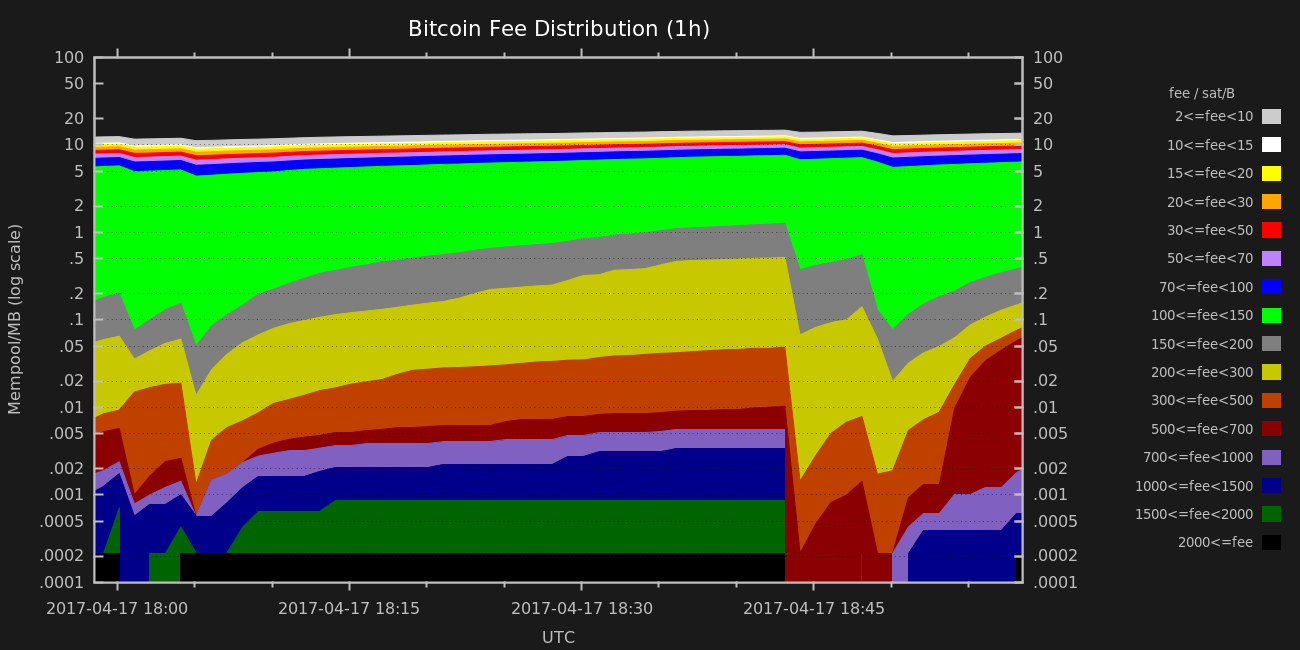 Bitcoin Fee Distribution (1h)
Mempool/MB (log scale)
100
50
20
10
5
2
1
.5
.2
.1
.05
.02
.01
.005
.002
.001
.0005
.0002
.0001
100
50
20
10
5
2
1
.5
.2
.1
.05
.02
.01
.005
.002
.001
.0005
.0002
.0001
2017-04-17 18:00
2017-04-17 18:15
2017-04-17 18:30
2017-04-17 18:45
UTC
fee / sat/B
2<=fee<10
10<=fee<15
15<=fee<20
20<=fee<30
30<=fee<50
50<=fee<70
70<=fee<100
100<=fee<150
150<=fee<200
200<=fee<300
300<=fee<500
500<=fee<700
700<=fee<1000
1000<=fee<1500
1500<=fee<2000
2000<=fee